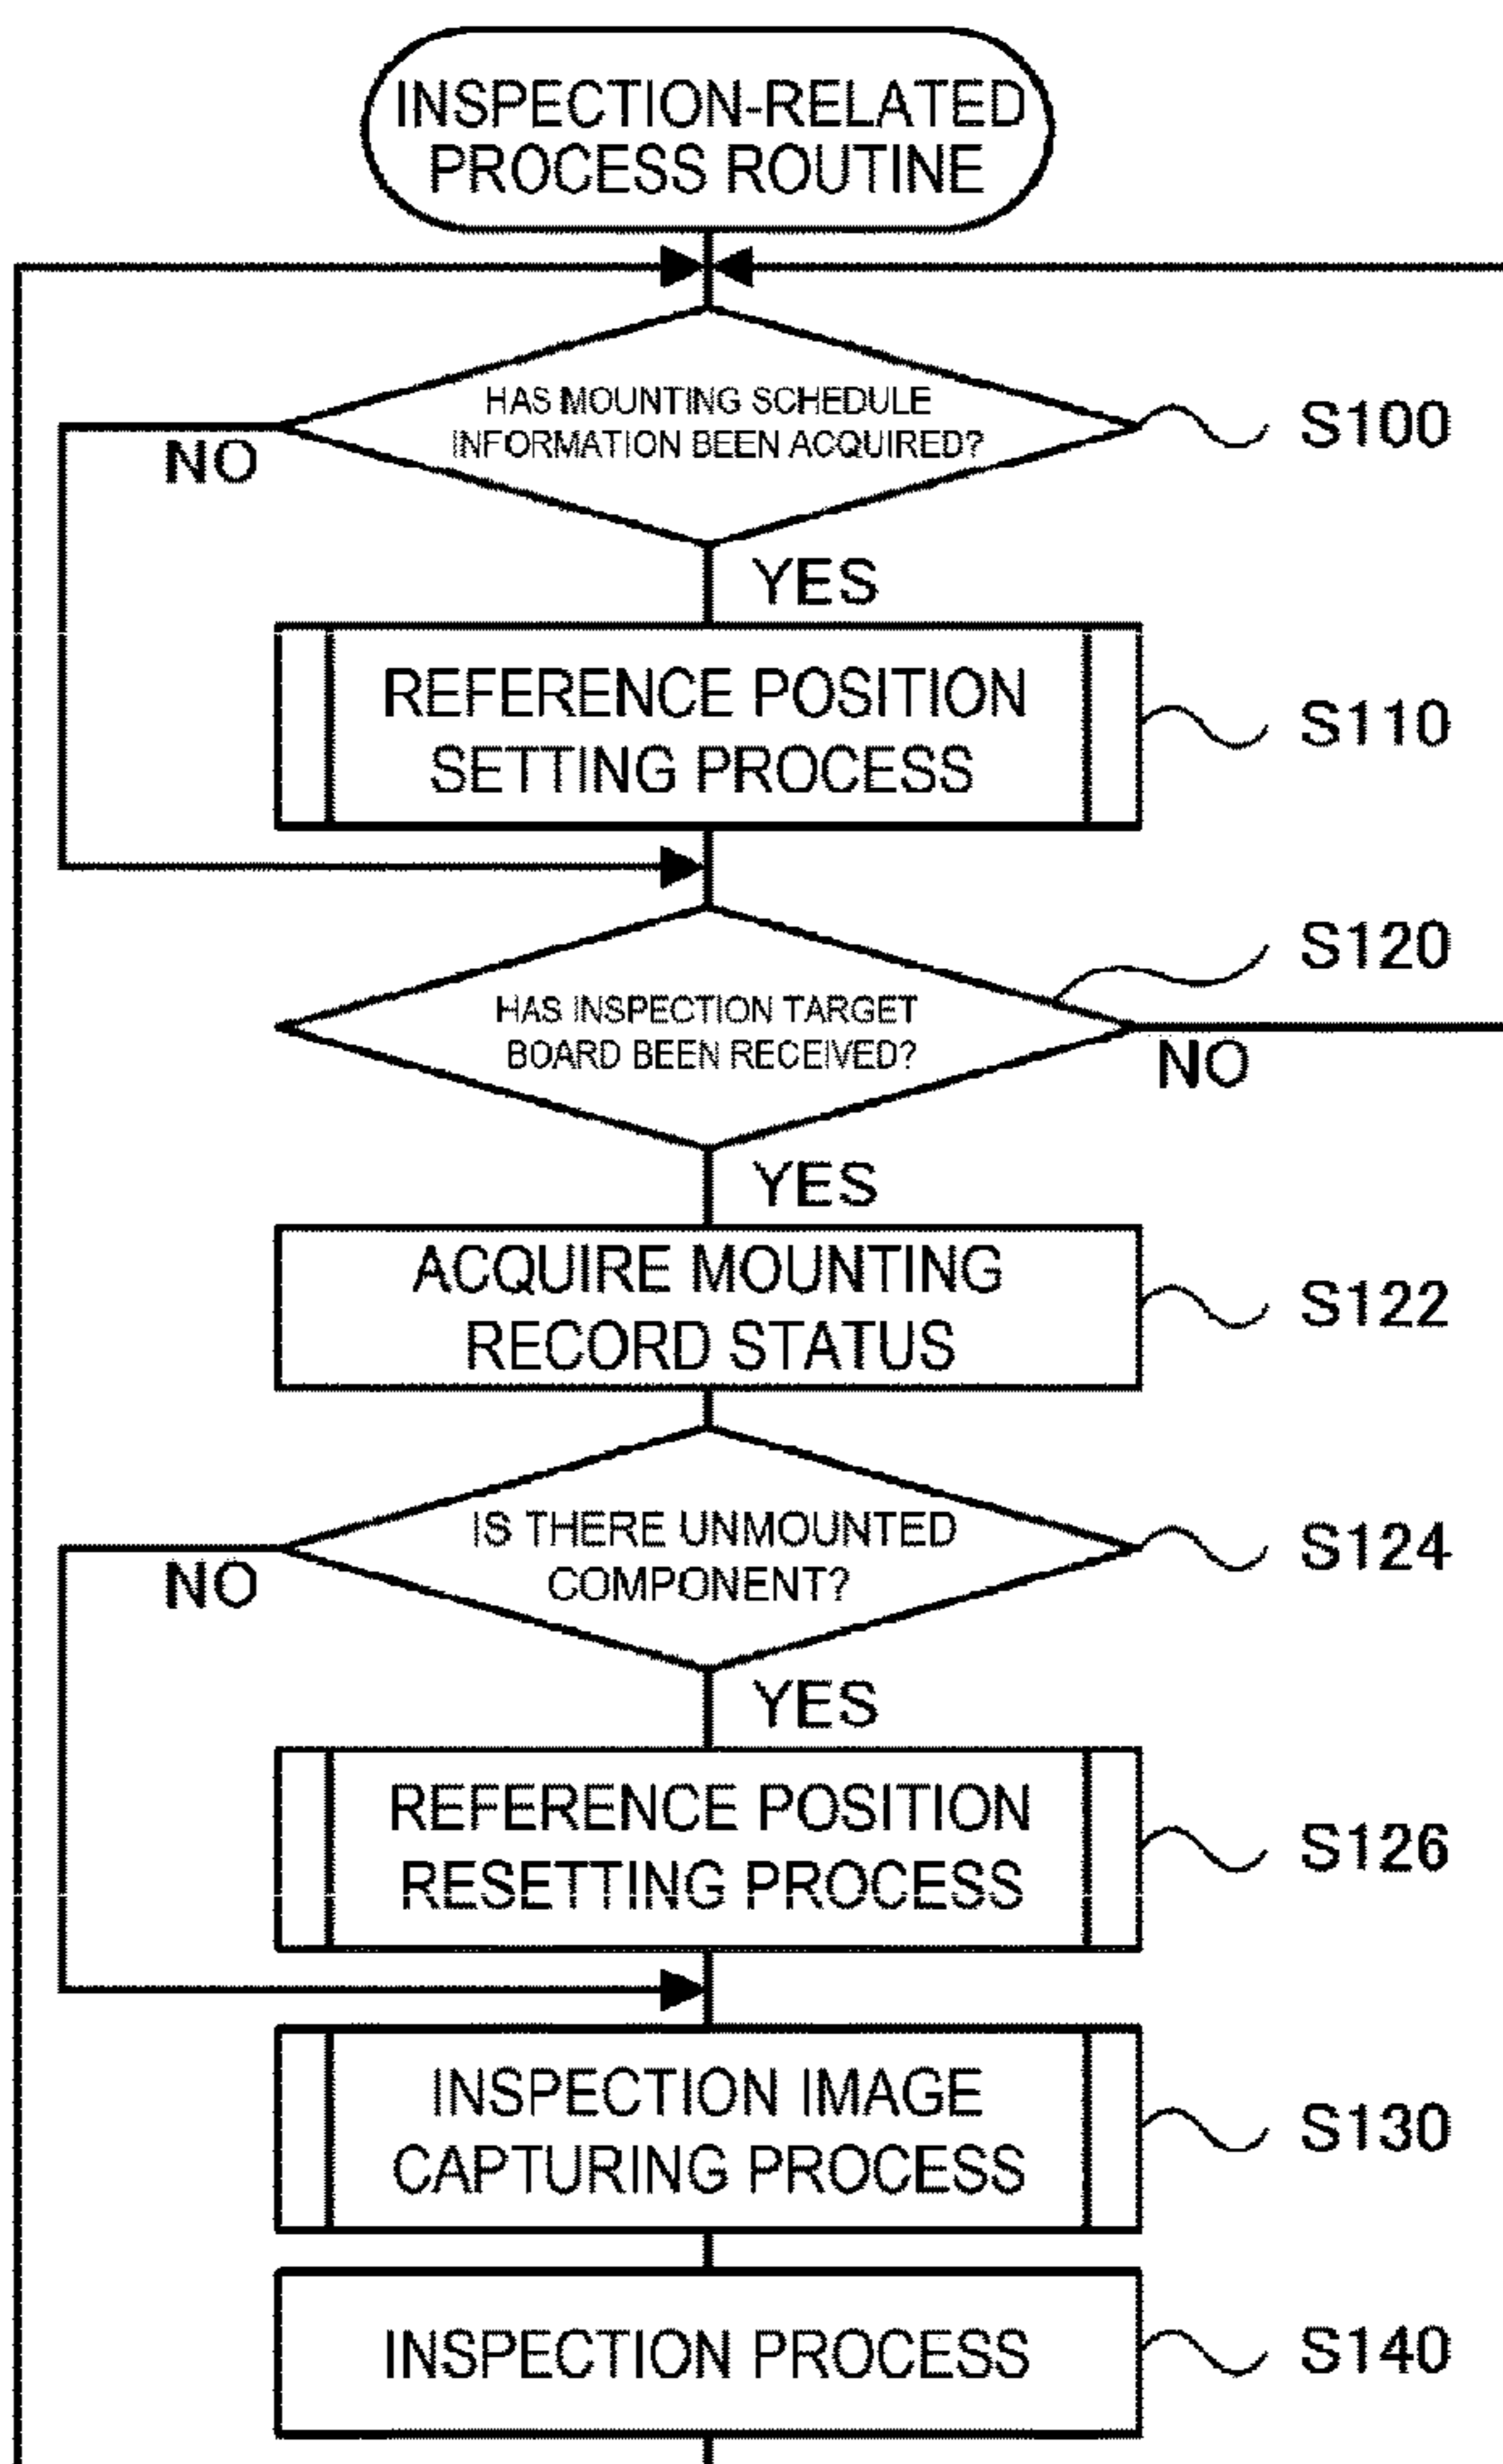 INSPECTION-RELATED
PROCESS ROUTINE
HAS MOUNTING SCHEDULE
INFORMATION BEEN ACQUIRED?
S100
NO
YES
REFERENCE POSITION
SETTING PROCESS
S110
S120
HAS INSPECTION TARGET
BOARD BEEN RECEIVED?
NO
YES
ACQUIRE MOUNTING
RECORD STATUS
S122
IS THERE UNMOUNTED
COMPONENT?
S124
NO
YES
REFERENCE POSITION
RESETTING PROCESS
S126
INSPECTION IMAGE
CAPTURING PROCESS
S130
INSPECTION PROCESS
S140